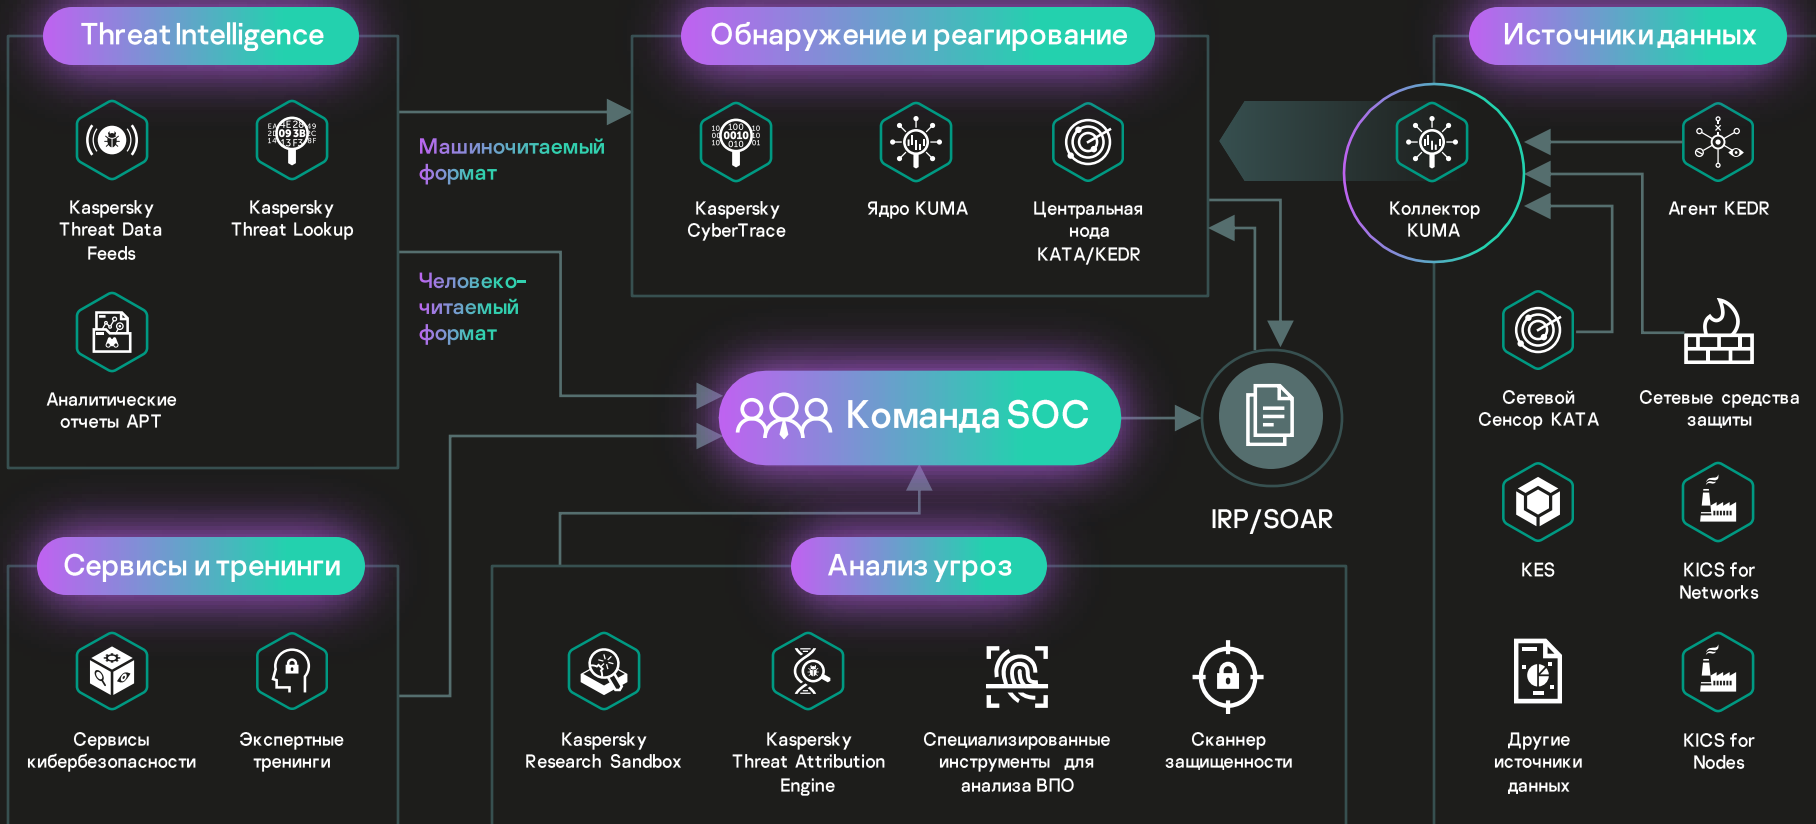 Threat Intelligence
Kaspersky
Threat Data
Feeds
Kaspersky
Threat Lookup
Аналитические
отчеты APT
Машиночитаемый
формат
Человеко-
читаемый
формат
Обнаружение и реагирование
Kaspersky
CyberTrace
Ядро KUMA
Центральная
нода
KATA/KEDR
Источники данных
Коллектор
KUMA
Агент KEDR
Сетевой
Сенсор KATA
Сетевые средства
защиты
KES
KICS for
Networks
Другие
источники
данных
KICS for
Nodes
Команда SOC
IRP/SOAR
Сервисы и тренинги
Сервисы
кибербезопасности
Экспертные
тренинги
Анализ угроз
Kaspersky
Research Sandbox
Kaspersky
Threat Attribution
Engine
Специализированные
инструменты для
анализа ВПО
Сканнер
защищенности